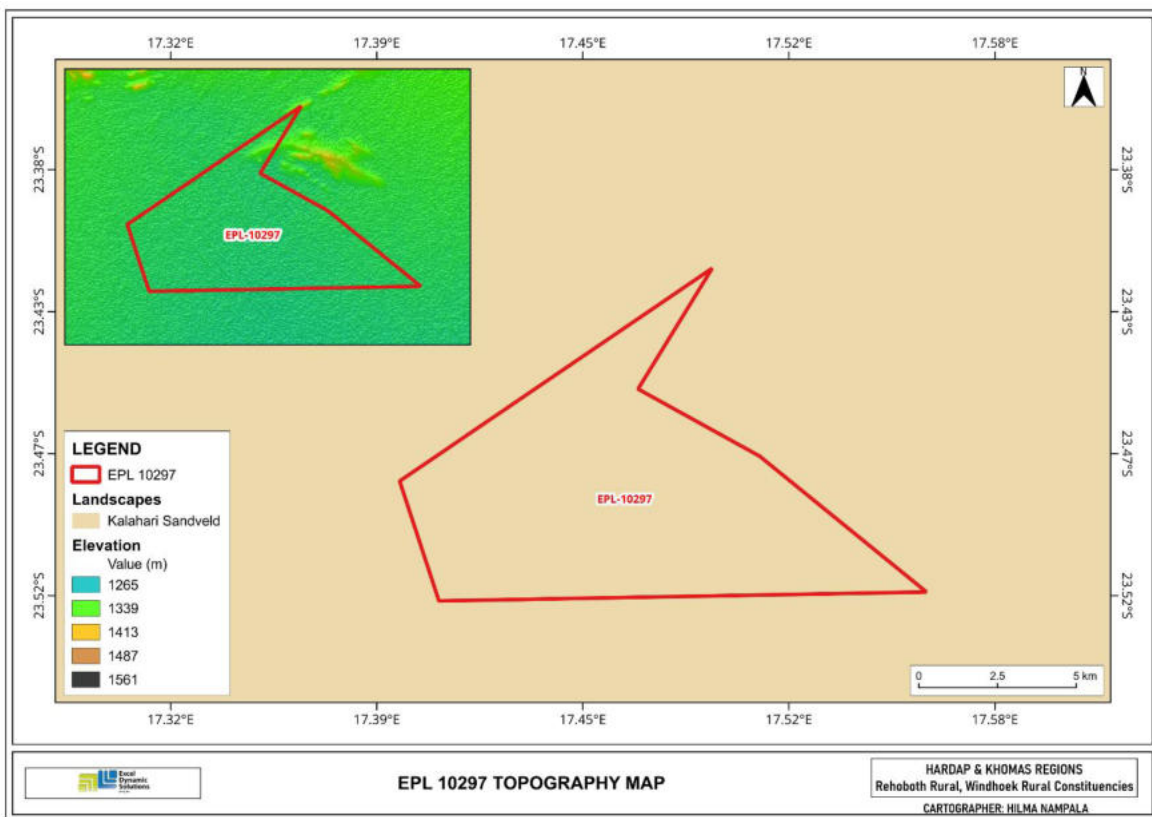 17.32°E 17.39°E 17.45°E 17.52°E 17.58°E
N
23.38°S 23.38°S
EPL-10297
23.43°S 23.43°S
LEGEND
EPL 10297
Landscapes
Kalahari Sandveld
Elevation
Value (m)
1265
1339
1413
1487
1561
23.47°S 23.47°S
EPL-10297
23.52°S 23.52°S
0 2.5 5 km
17.32°E 17.39°E 17.45°E 17.52°E 17.58°E
Excel
Dynamic
Solutions
EPL 10297 TOPOGRAPHY MAP
HARDAP & KHOMAS REGIONS
Rehoboth Rural, Windhoek Rural Constituencies
CARTOGRAPHER: HILMA NAMPALA